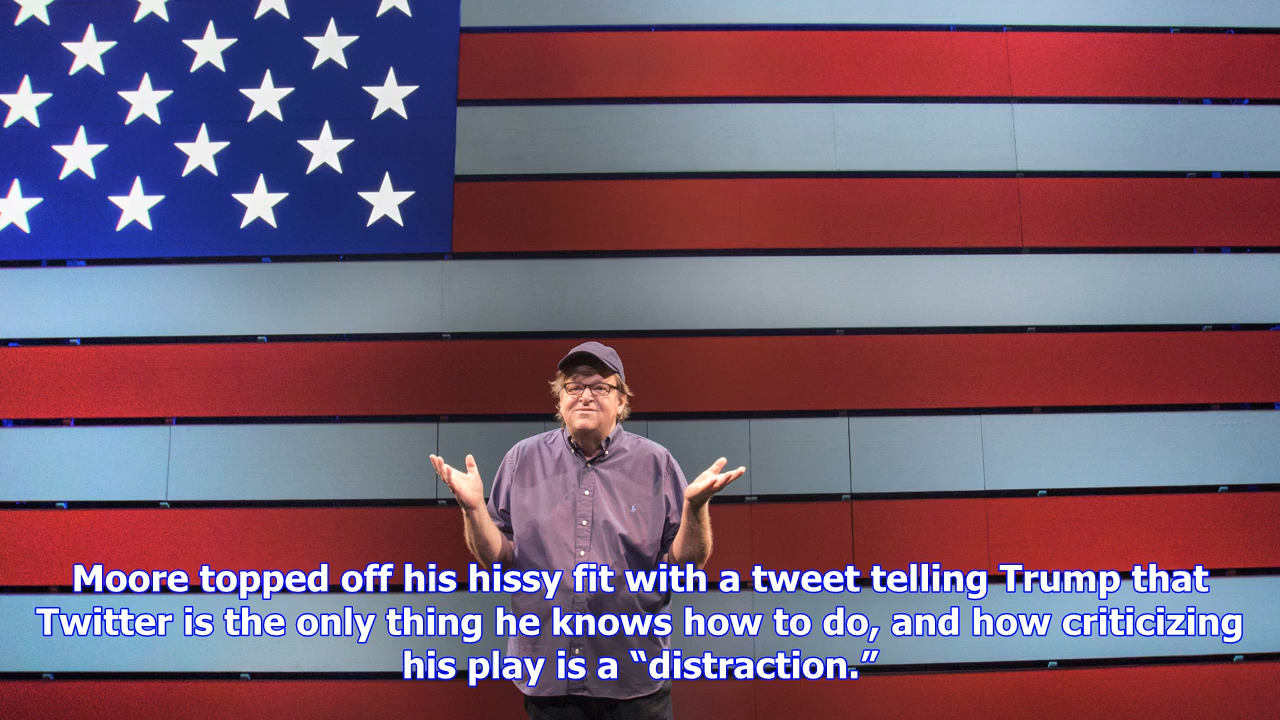 Moore topped off his hissy fit with a tweet telling Trump that
Twitter is the only thing he knows how to do, and how criticizing
his play is a “distraction.”